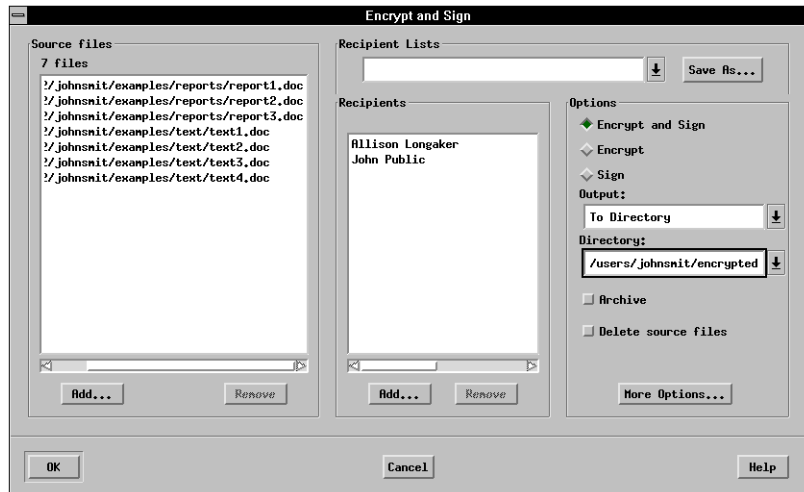 Encrypt and Sign
Source files
7 files
/johnsmit/examples/reports/report1.doc
/johnsmit/examples/reports/report2.doc
/johnsmit/examples/reports/report3.doc
/johnsmit/examples/text/text1.doc
/johnsmit/examples/text/text2.doc
/johnsmit/examples/text/text3.doc
/johnsmit/examples/text/text4.doc
Add...
Remove
Recipient Lists
Save As...
Recipients
Allison Longaker
John Public
Add...
Remove
Options
Encrypt and Sign
Encrypt
Sign
Output:
To Directory
Directory:
/users/johnsmit/encrypted
Archive
Delete source files
More Options...
OK
Cancel
Help